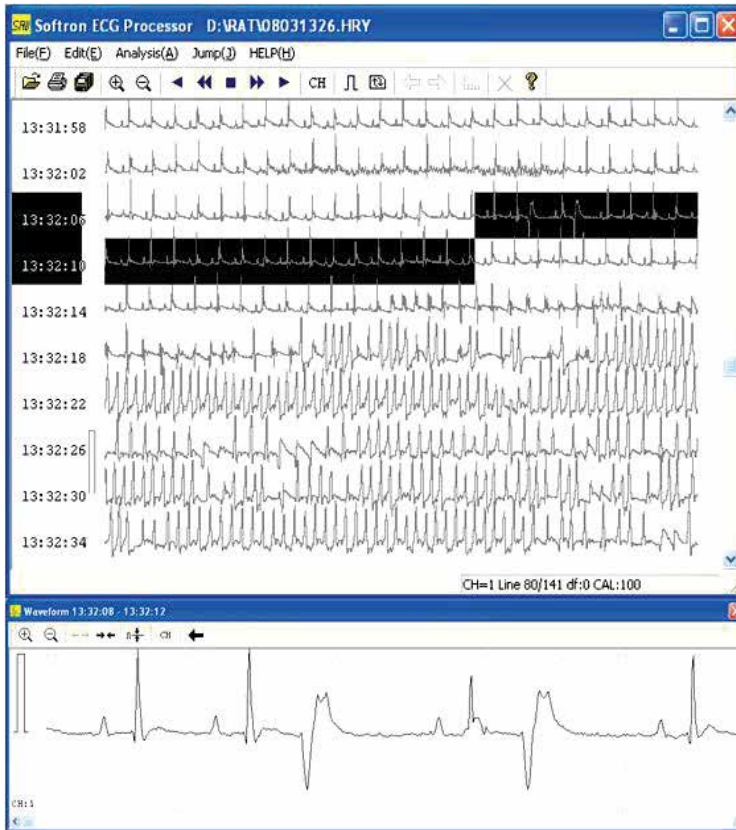 SRV Softron ECG Processor D:\RAT\08031326.HRY
File(F) Edit(E) Analysis(A) Jump(J) HELP(H)
CH
13:31:58
13:32:02
13:32:06
13:32:10
13:32:14
13:32:18
13:32:22
13:32:26
13:32:30
13:32:34
CH=1 Line 80/141 df:0 CAL:100
Waveform 13:32:08 - 13:32:12
CH
CH:1